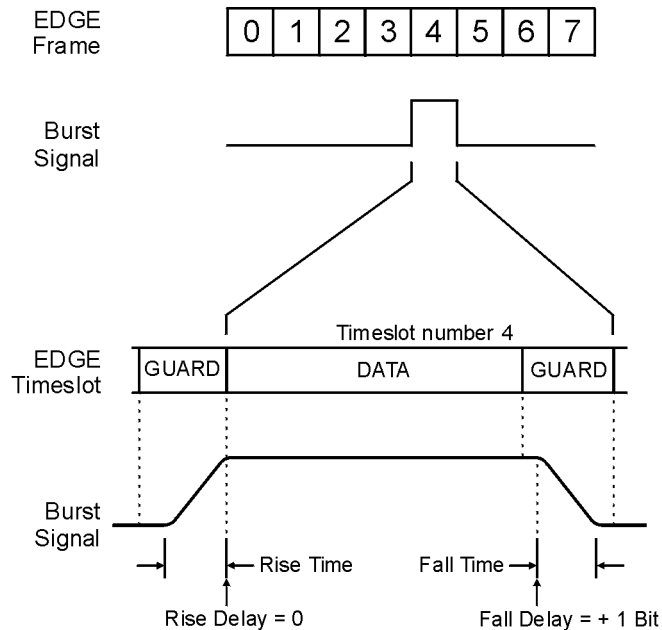 EDGE
Frame
0 1 2 3 4 5 6 7
Burst
Signal
Timeslot number 4
EDGE
Timeslot
GUARD DATA GUARD
Burst
Signal
Rise Time Fall Time
Rise Delay = 0 Fall Delay = + 1 Bit